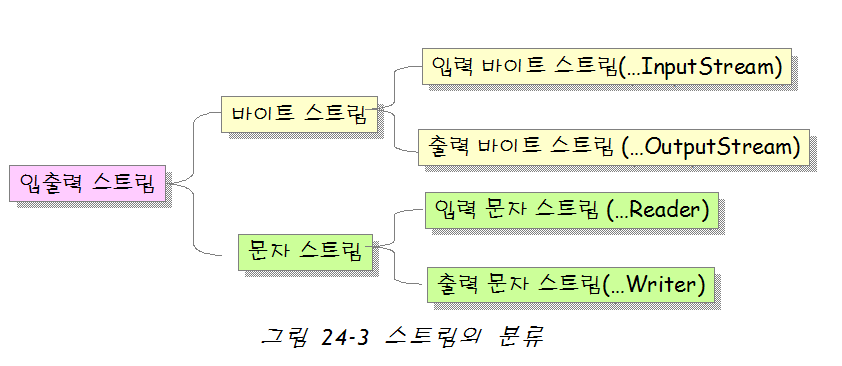 입출력 스트림
바이트 스트림
입력 바이트 스트림(...InputStream)
출력 바이트 스트림 (...OutputStream)
문자 스트림
입력 문자 스트림 (...Reader)
출력 문자 스트림(...Writer)
그림 24-3 스트림의 분류